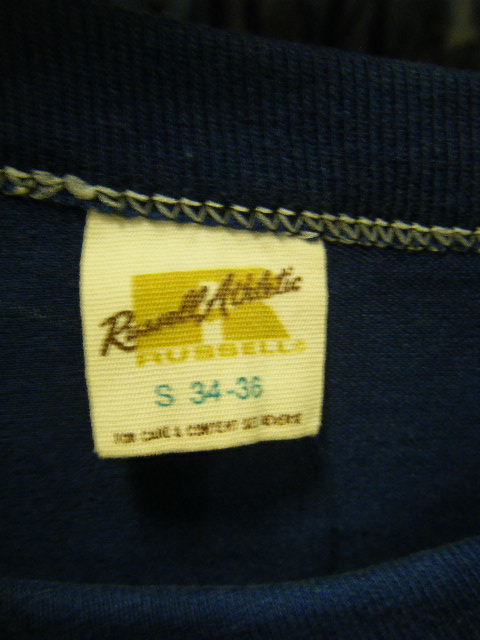 Russell Athletic
RUSSELL®
S 34-36
FOR CARE & CONTENT SEE REVERSE